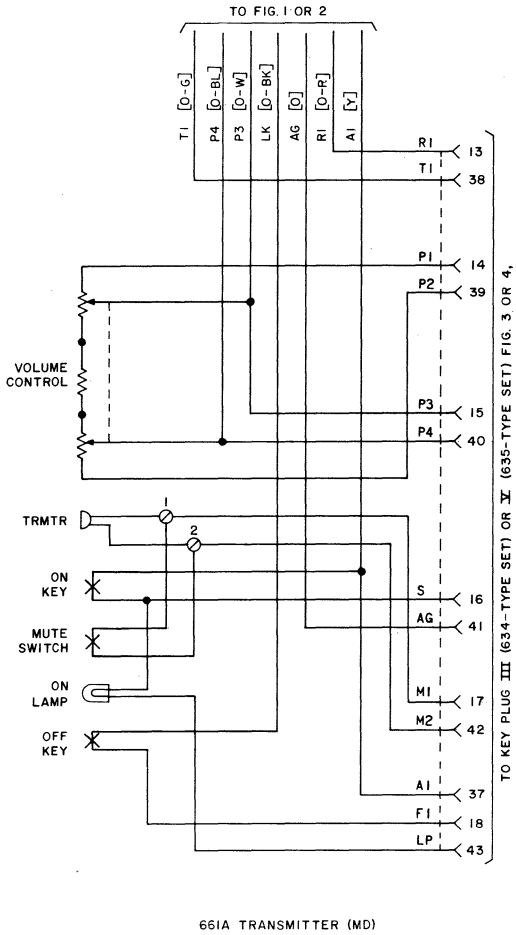 TO FIG. 1 OR 2
T1 [O-G]
P4 [O-BL]
P3 [O-W]
LK [O-BK]
AG [O]
R1 [O-R]
A1 [Y]
R1 13
T1 38
P1 14
P2 39
VOLUME
CONTROL
P3 15
P4 40
1
TRMTR
2
ON
KEY
S 16
AG 41
MUTE
SWITCH
ON
LAMP
M1 17
M2 42
OFF
KEY
A1 37
F1 18
LP 43
TO KEY PLUG III (634-TYPE SET) OR V (635-TYPE SET) FIG. 3 OR 4,
661A TRANSMITTER (MD)